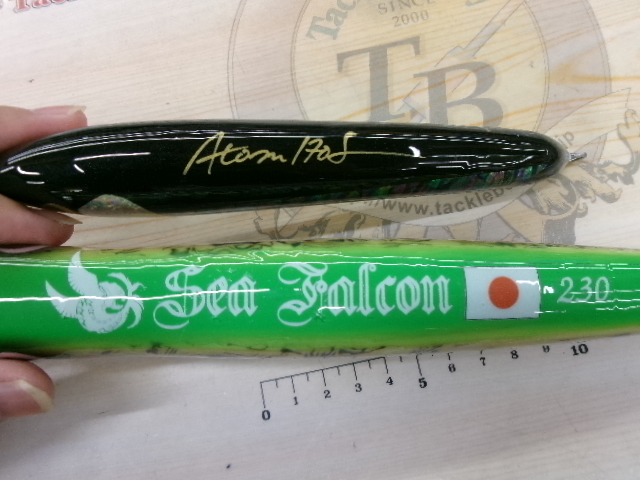 Tackle
SINCE
2000
TB
www.tackleb
Atom 170S
Sea Falcon 230
0 1 2 3 4 5 6 7 8 9 10